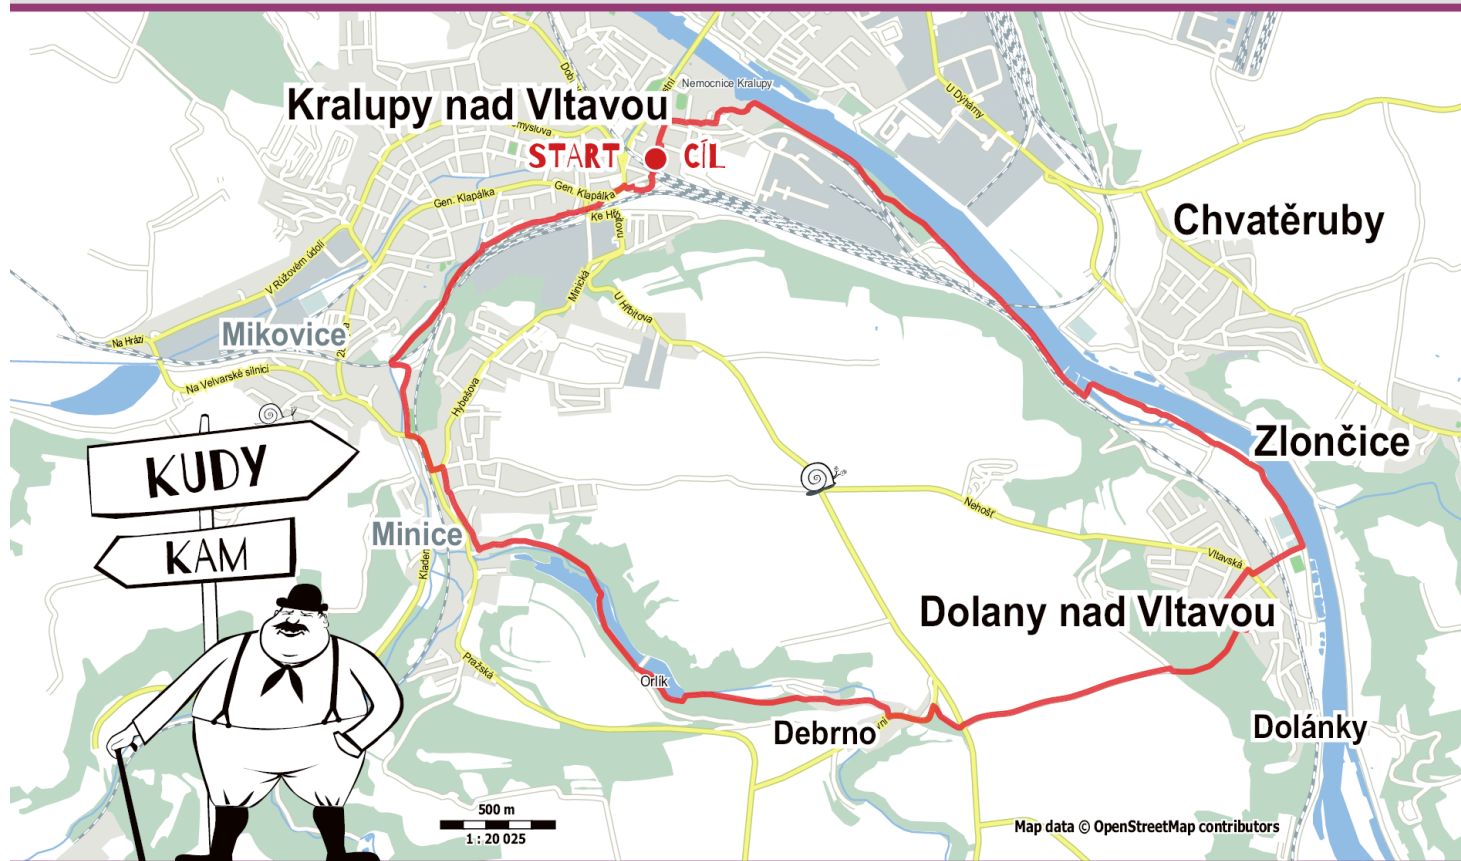 Nemocnice Kralupy
U Dýhárny
Kralupy nad Vltavou
START
CÍL
Gen. Klapálka
Gen. Klapálka
Ke Hřbitovu
Chvatěruby
V Růžovém údolí
Minická
U Hřbitova
Mikovice
Na Hrázi
Na Velvarské silnici
Hybešova
KUDY
Zlončice
Nehošť
Minice
KAM
Vltavská
Dolany nad Vltavou
Pražská
Orlík
Debrno
Dolánky
500 m
1 : 20 025
Map data © OpenStreetMap contributors